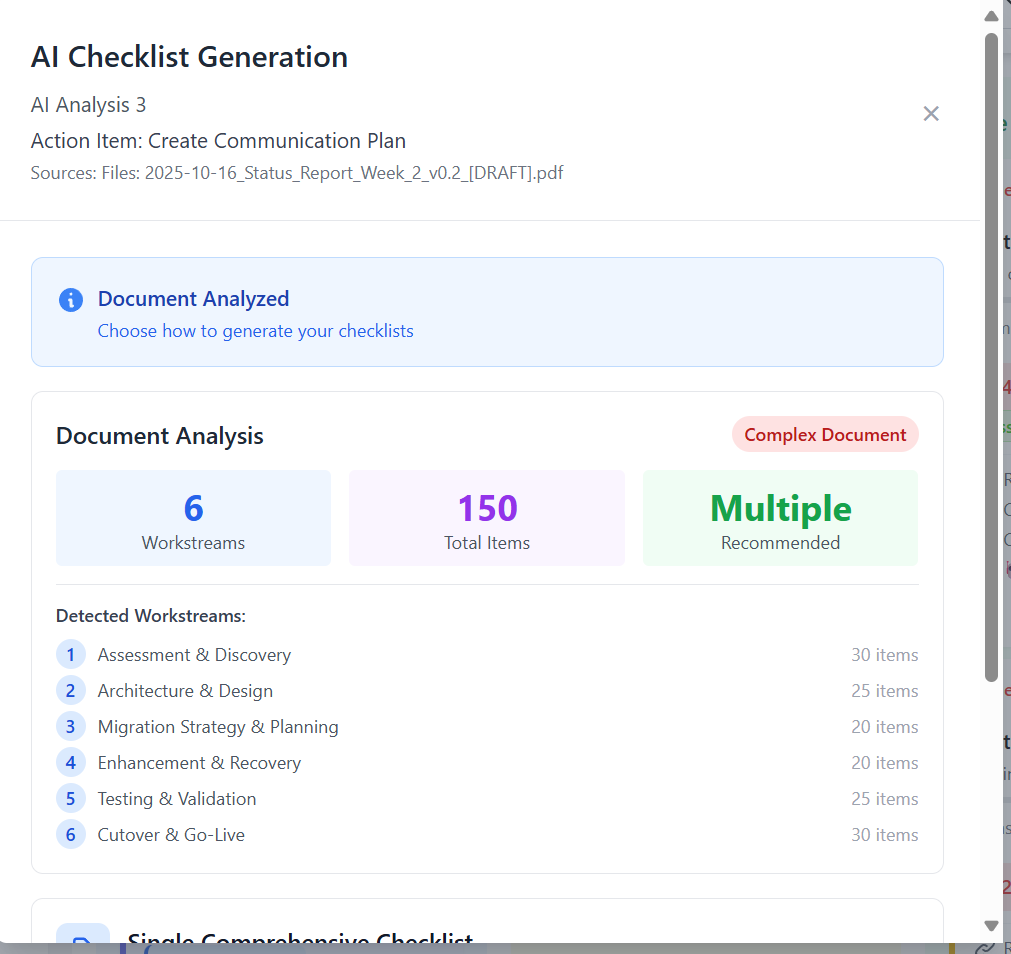 AI Checklist Generation
AI Analysis 3
Action Item: Create Communication Plan
Sources: Files: 2025-10-16_Status_Report_Week_2_v0.2_[DRAFT].pdf
Document Analyzed
Choose how to generate your checklists
Document Analysis
Complex Document
6
Workstreams
150
Total Items
Multiple
Recommended
Detected Workstreams:
1 Assessment & Discovery 30 items
2 Architecture & Design 25 items
3 Migration Strategy & Planning 20 items
4 Enhancement & Recovery 20 items
5 Testing & Validation 25 items
6 Cutover & Go-Live 30 items
Single Comprehensive Checklist